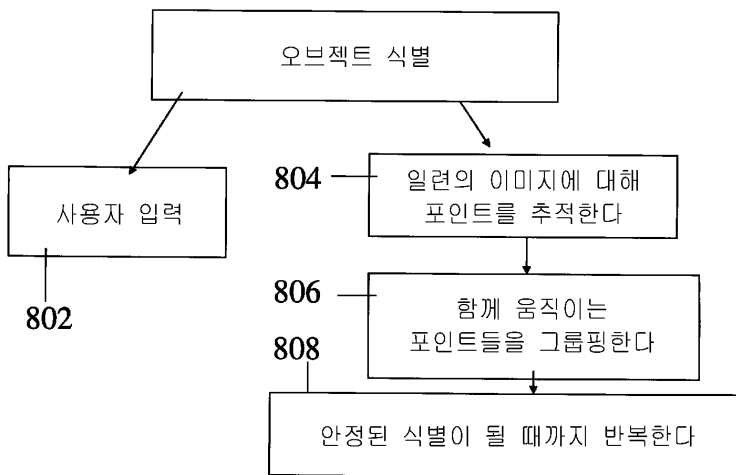 오브젝트 식별
사용자 입력
802
804
일련의 이미지에 대해
포인트를 추적한다
806
함께 움직이는
포인트들을 그룹핑한다
808
안정된 식별이 될 때까지 반복한다